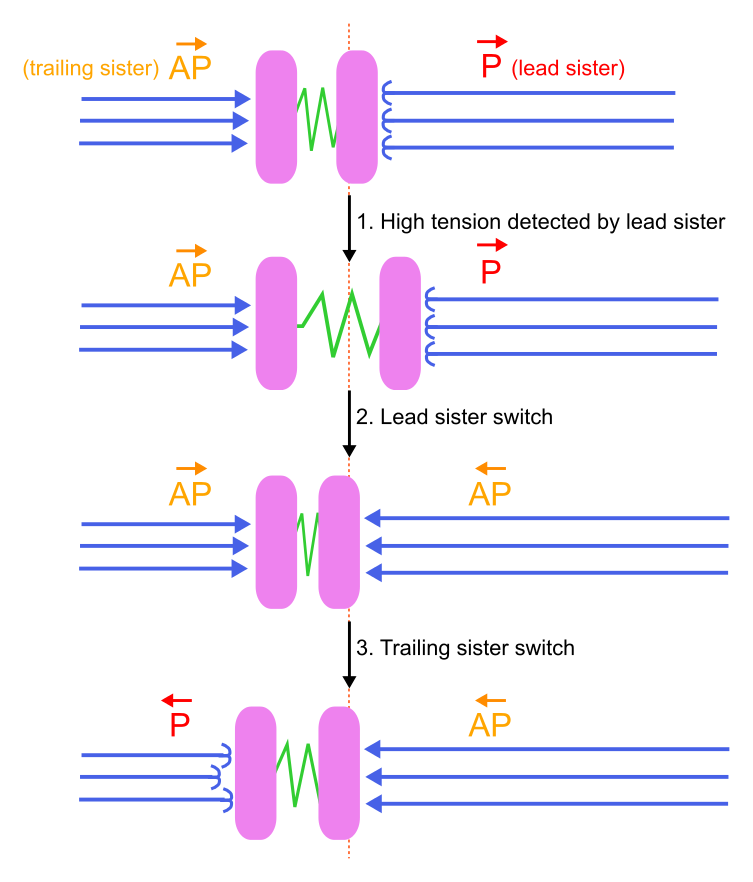 (trailing sister) AP P (lead sister)
1. High tension detected by lead sister
AP P
2. Lead sister switch
AP AP
3. Trailing sister switch
P AP